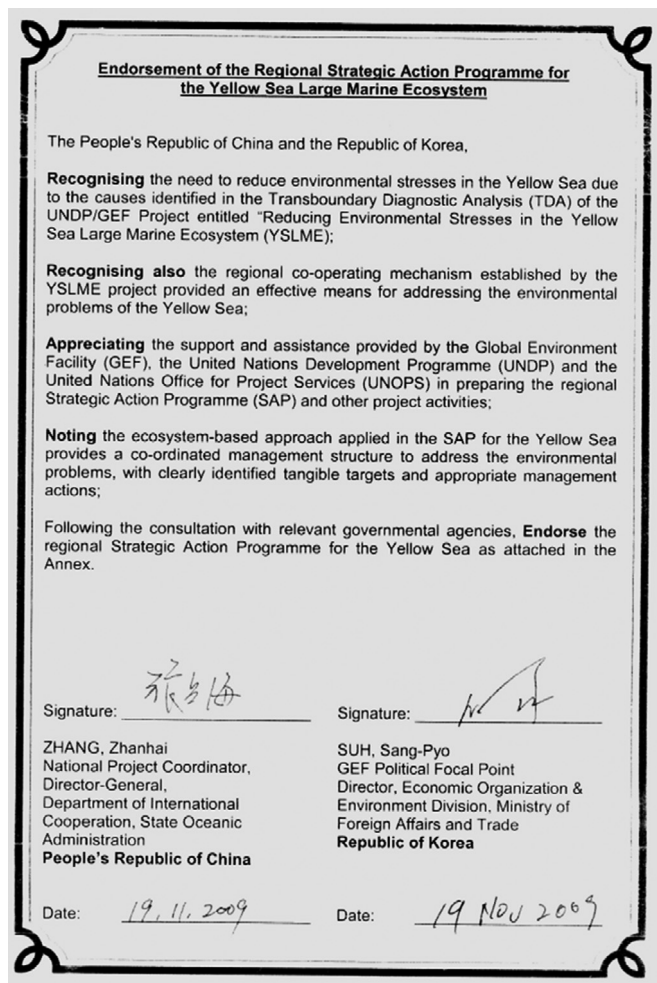 Endorsement of the Regional Strategic Action Programme for
the Yellow Sea Large Marine Ecosystem
The People's Republic of China and the Republic of Korea,
Recognising the need to reduce environmental stresses in the Yellow Sea due
to the causes identified in the Transboundary Diagnostic Analysis (TDA) of the
UNDP/GEF Project entitled "Reducing Environmental Stresses in the Yellow
Sea Large Marine Ecosystem (YSLME);
Recognising also the regional co-operating mechanism established by the
YSLME project provided an effective means for addressing the environmental
problems of the Yellow Sea;
Appreciating the support and assistance provided by the Global Environment
Facility (GEF), the United Nations Development Programme (UNDP) and the
United Nations Office for Project Services (UNOPS) in preparing the regional
Strategic Action Programme (SAP) and other project activities;
Noting the ecosystem-based approach applied in the SAP for the Yellow Sea
provides a co-ordinated management structure to address the environmental
problems, with clearly identified tangible targets and appropriate management
actions;
Following the consultation with relevant governmental agencies, Endorse the
regional Strategic Action Programme for the Yellow Sea as attached in the
Annex.
Signature: 张占海
ZHANG, Zhanhai
National Project Coordinator,
Director-General,
Department of International
Cooperation, State Oceanic
Administration
People's Republic of China
Date: 19.11.2009
Signature:
SUH, Sang-Pyo
GEF Political Focal Point
Director, Economic Organization &
Environment Division, Ministry of
Foreign Affairs and Trade
Republic of Korea
Date: 19 Nov 2009